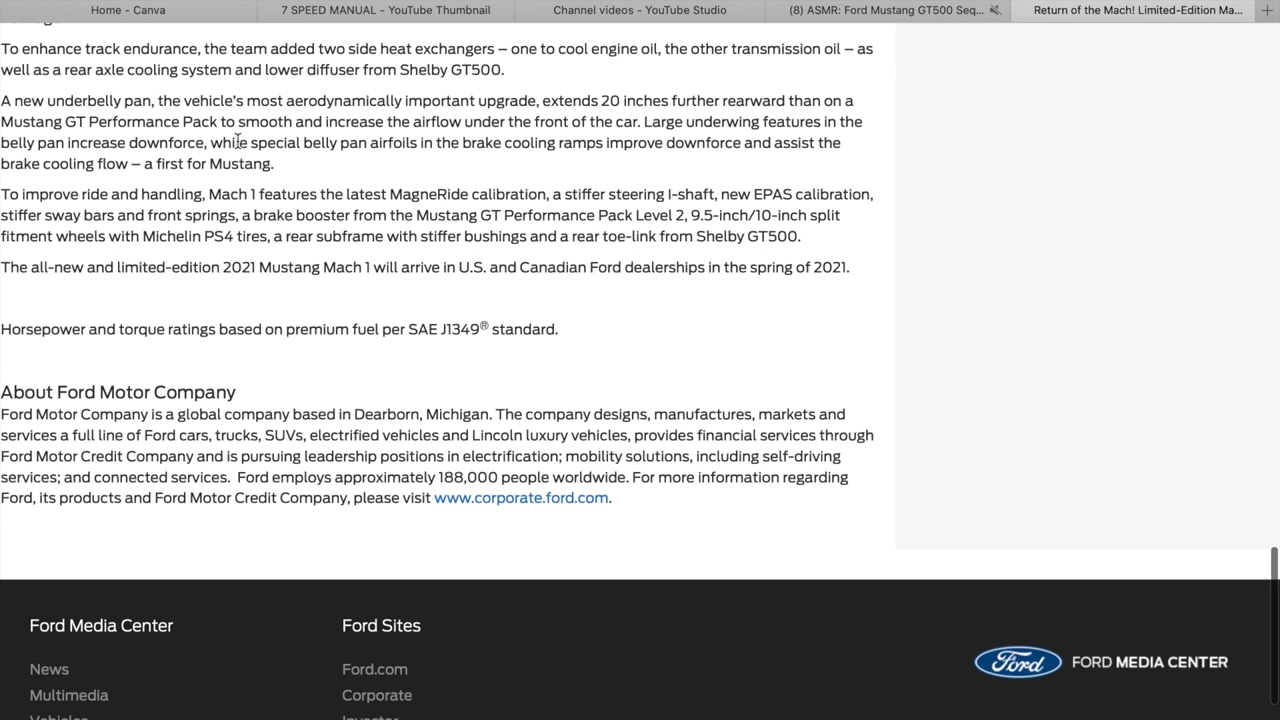 Home - Canva
7 SPEED MANUAL - YouTube Thumbnail
Channel videos - YouTube Studio
(8) ASMR: Ford Mustang GT500 Seq...
Return of the Mach! Limited-Edition Ma...
To enhance track endurance, the team added two side heat exchangers – one to cool engine oil, the other transmission oil – as
well as a rear axle cooling system and lower diffuser from Shelby GT500.
A new underbelly pan, the vehicle's most aerodynamically important upgrade, extends 20 inches further rearward than on a
Mustang GT Performance Pack to smooth and increase the airflow under the front of the car. Large underwing features in the
belly pan increase downforce, while special belly pan airfoils in the brake cooling ramps improve downforce and assist the
brake cooling flow – a first for Mustang.
To improve ride and handling, Mach 1 features the latest MagneRide calibration, a stiffer steering I-shaft, new EPAS calibration,
stiffer sway bars and front springs, a brake booster from the Mustang GT Performance Pack Level 2, 9.5-inch/10-inch split
fitment wheels with Michelin PS4 tires, a rear subframe with stiffer bushings and a rear toe-link from Shelby GT500.
The all-new and limited-edition 2021 Mustang Mach 1 will arrive in U.S. and Canadian Ford dealerships in the spring of 2021.
Horsepower and torque ratings based on premium fuel per SAE J1349® standard.
About Ford Motor Company
Ford Motor Company is a global company based in Dearborn, Michigan. The company designs, manufactures, markets and
services a full line of Ford cars, trucks, SUVs, electrified vehicles and Lincoln luxury vehicles, provides financial services through
Ford Motor Credit Company and is pursuing leadership positions in electrification; mobility solutions, including self-driving
services; and connected services.  Ford employs approximately 188,000 people worldwide. For more information regarding
Ford, its products and Ford Motor Credit Company, please visit www.corporate.ford.com.
Ford Media Center
Ford Sites
News
Ford.com
Ford
FORD MEDIA CENTER
Multimedia
Corporate